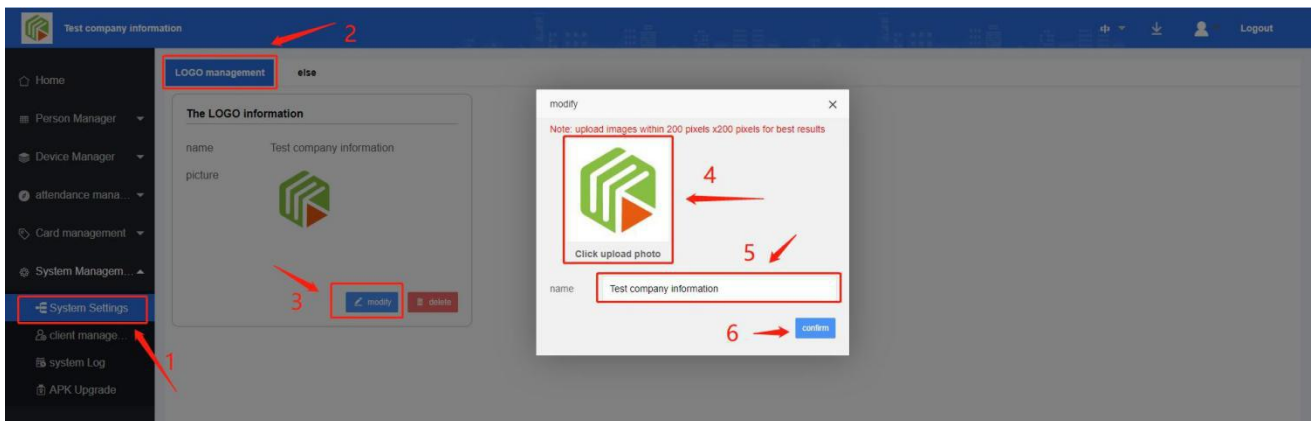 Test company information
2
中
Logout
LOGO management
else
Home
Person Manager
Device Manager
attendance mana...
Card management
System Managem...
System Settings
client manage...
system Log
APK Upgrade
1
The LOGO information
name
Test company information
picture
3
modify
delete
modify
Note: upload images within 200 pixels x200 pixels for best results
4
Click upload photo
5
name
Test company information
6
confirm